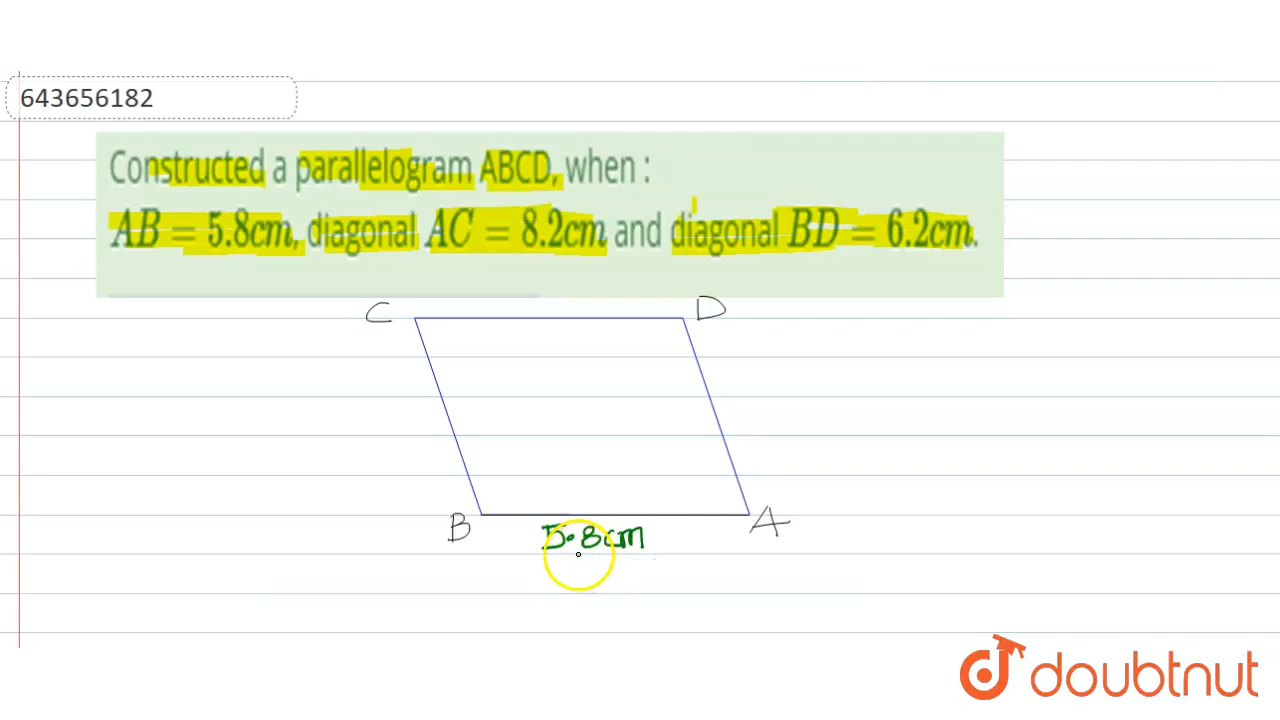 643656182
Constructed a parallelogram ABCD, when :
AB = 5.8cm, diagonal AC = 8.2cm and diagonal BD = 6.2cm.
C D
B A
5.8cm
doubtnut